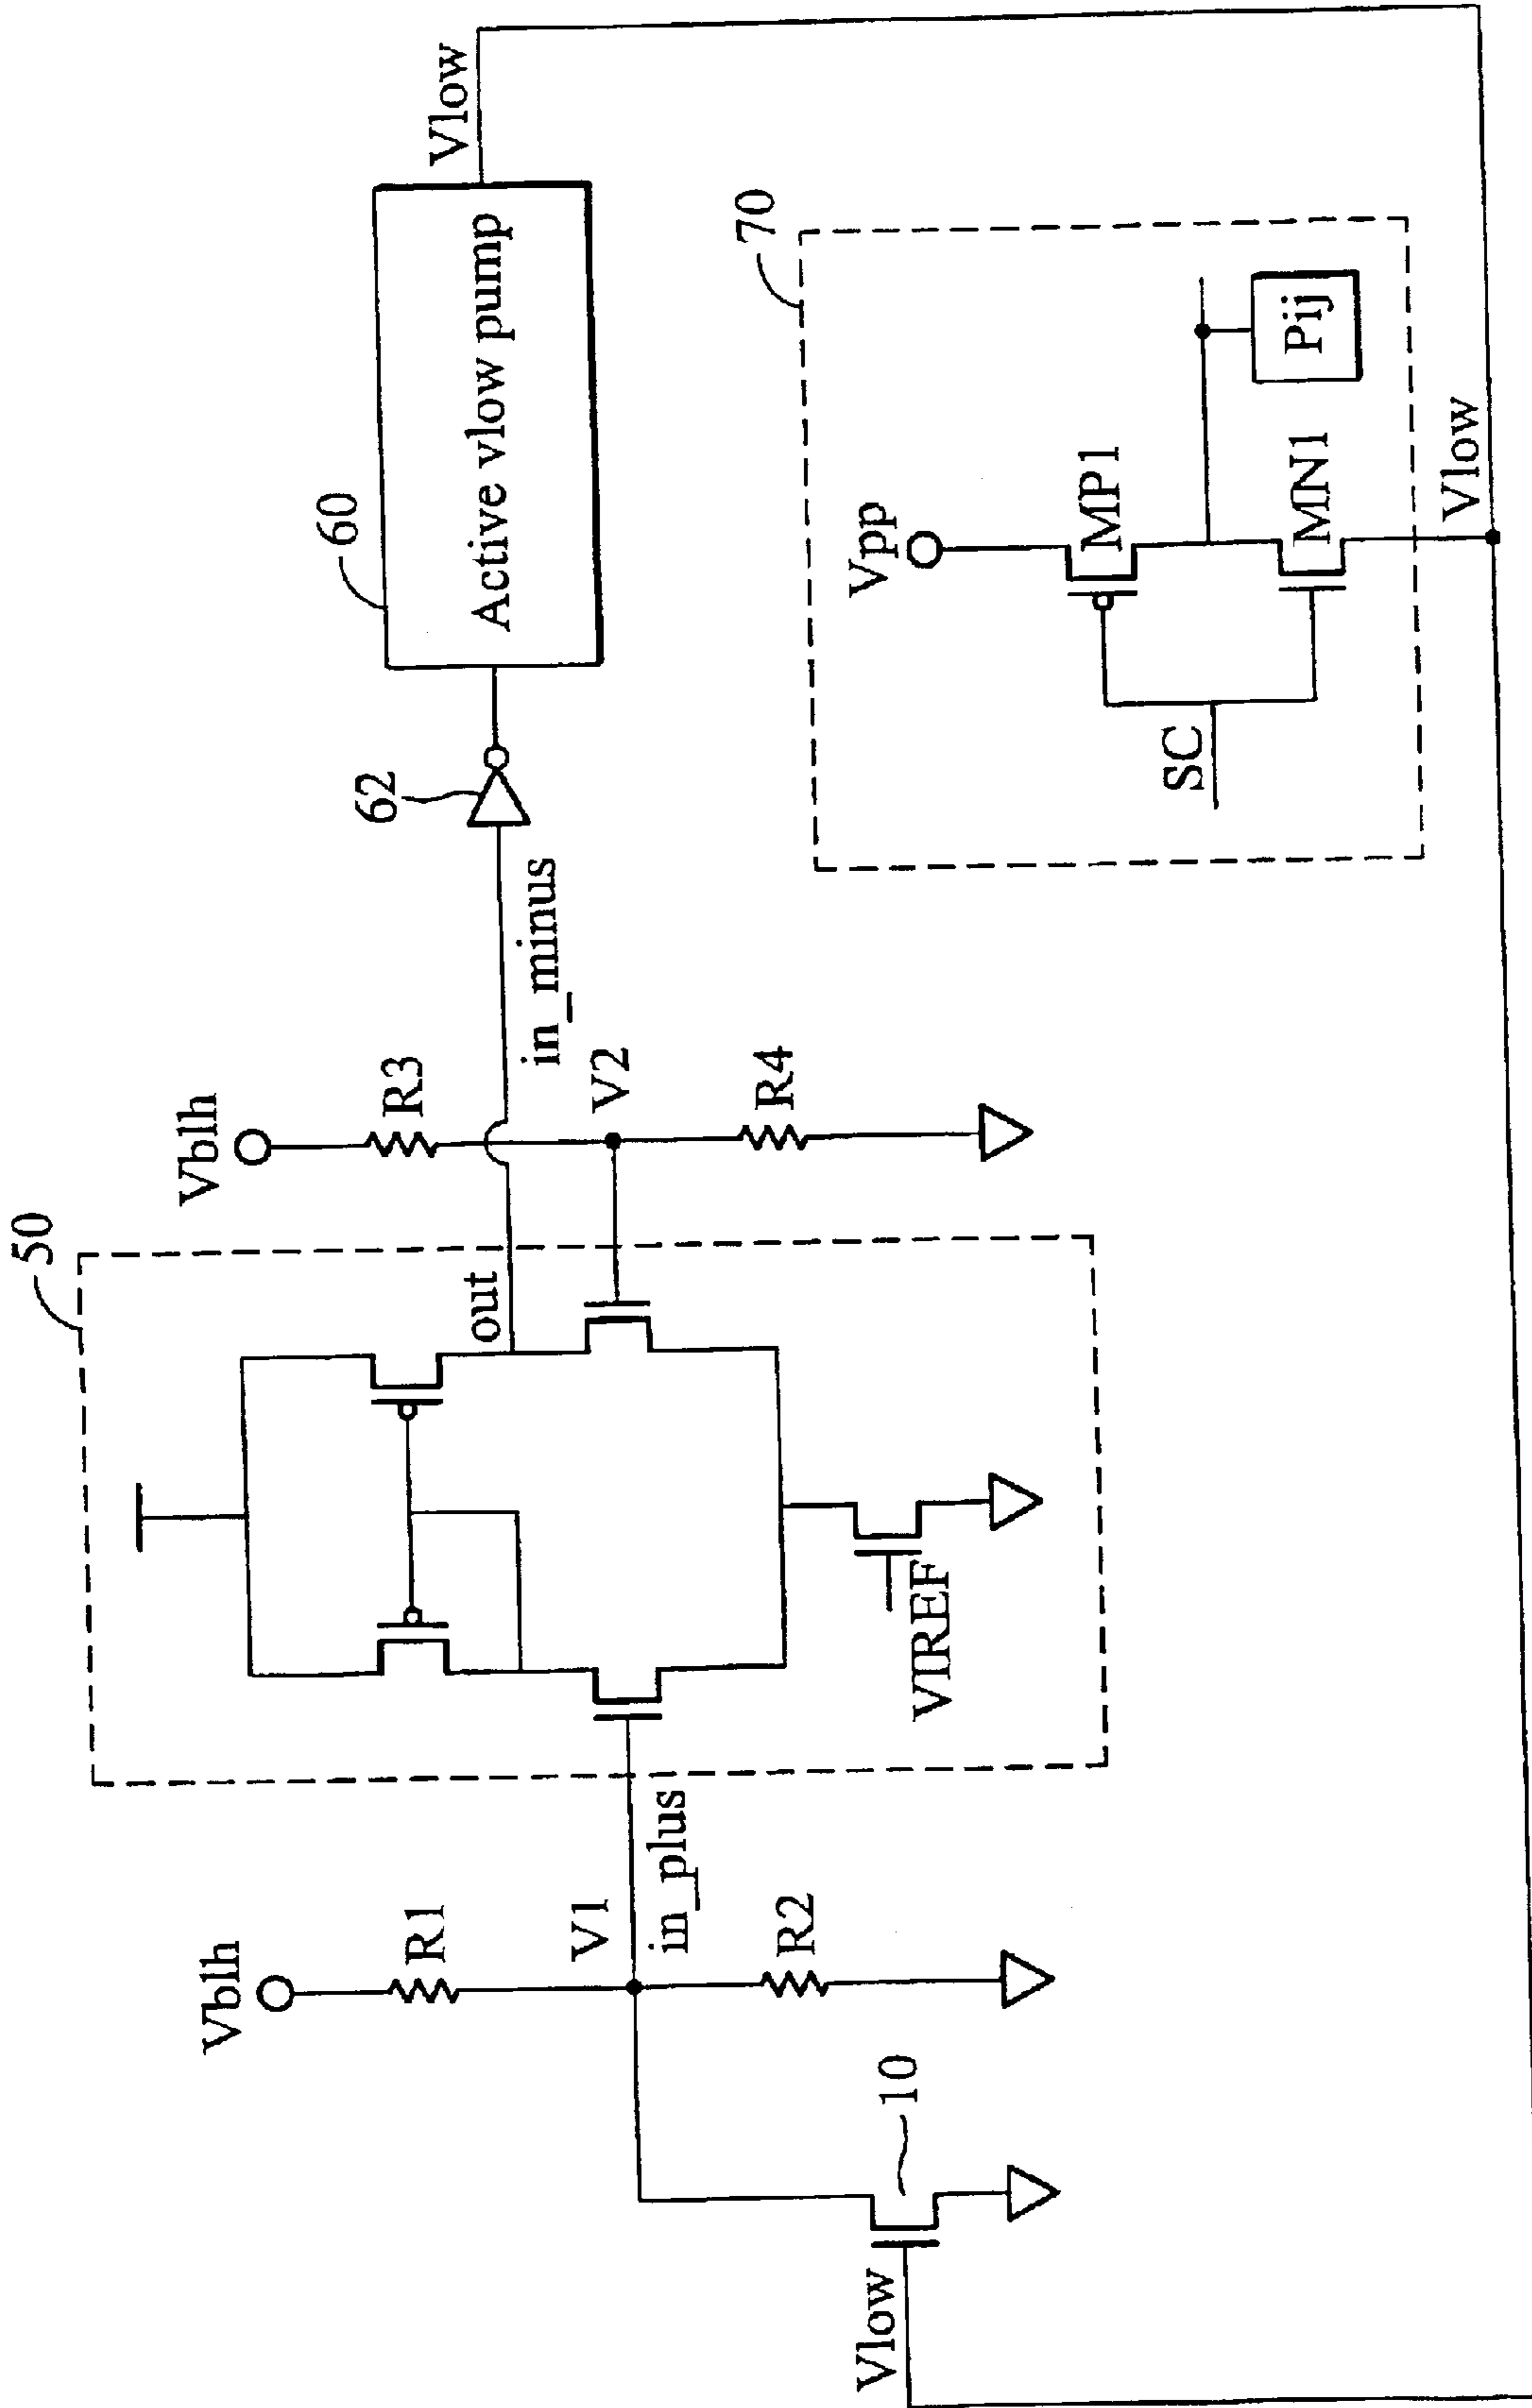 50
60
Vlow
Vblh
R3
62
Active vlow pump
out
in_minus
V2
R4
70
Vblh
R1
V1
in_plus
R2
VIREF
Vpp
MP1
SC
Pij
MN1
10
Vlow
Vlow